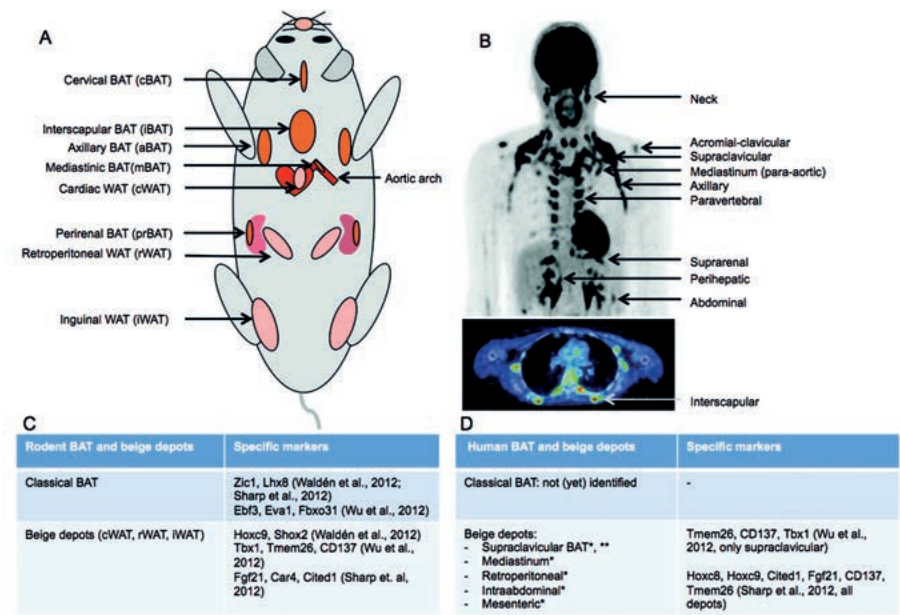 A
Cervical BAT (cBAT)
Interscapular BAT (iBAT)
Axillary BAT (aBAT)
Mediastinic BAT(mBAT)
Cardiac WAT (cWAT)
Aortic arch
Perirenal BAT (prBAT)
Retroperitoneal WAT (rWAT)
Inguinal WAT (iWAT)
B
Neck
Acromial-clavicular
Supraclavicular
Mediastinum (para-aortic)
Axillary
Paravertebral
Suprarenal
Perihepatic
Abdominal
Interscapular
C
Rodent BAT and beige depots
Specific markers
Classical BAT
Zic1, Lhx8 (Waldén et al., 2012;
Sharp et al., 2012)
Ebf3, Eva1, Fbxo31 (Wu et al., 2012)
Beige depots (cWAT, rWAT, iWAT)
Hoxc9, Shox2 (Waldén et al., 2012)
Tbx1, Tmem26, CD137 (Wu et al.,
2012)
Fgf21, Car4, Cited1 (Sharp et. al,
2012)
D
Human BAT and beige depots
Specific markers
Classical BAT: not (yet) identified
-
Beige depots:
- Supraclavicular BAT*, **
- Mediastinum*
- Retroperitoneal*
- Intraabdominal*
- Mesenteric*
Tmem26, CD137, Tbx1 (Wu et al.,
2012, only supraclavicular)
Hoxc8, Hoxc9, Cited1, Fgf21, CD137,
Tmem26 (Sharp et al., 2012, all
depots)